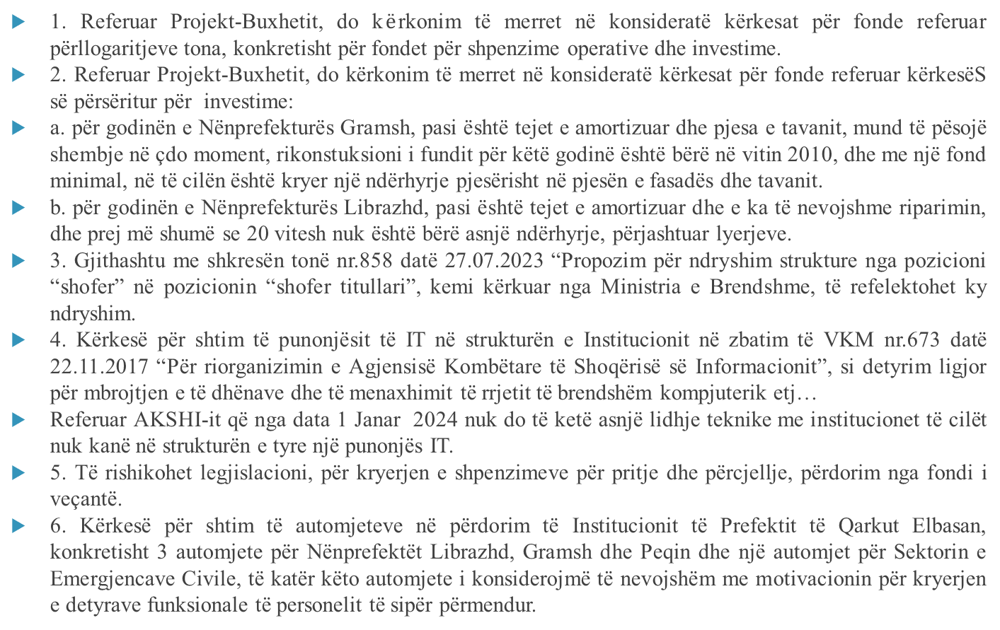 1. Referuar Projekt-Buxhetit, do kërkonim të merret në konsideratë kërkesat për fonde referuar
përllogaritjeve tona, konkretisht për fondet për shpenzime operative dhe investime.
2. Referuar Projekt-Buxhetit, do kërkonim të merret në konsideratë kërkesat për fonde referuar kërkesëS
së përsëritur për investime:
a. për godinën e Nënprefekturës Gramsh, pasi është tejet e amortizuar dhe pjesa e tavanit, mund të pësojë
shembje në çdo moment, rikonstuksioni i fundit për këtë godinë është bërë në vitin 2010, dhe me një fond
minimal, në të cilën është kryer një ndërhyrje pjesërisht në pjesën e fasadës dhe tavanit.
b. për godinën e Nënprefekturës Librazhd, pasi është tejet e amortizuar dhe e ka të nevojshme riparimin,
dhe prej më shumë se 20 vitesh nuk është bërë asnjë ndërhyrje, përjashtuar lyerjeve.
3. Gjithashtu me shkresën tonë nr.858 datë 27.07.2023 “Propozim për ndryshim strukture nga pozicioni
“shofer” në pozicionin “shofer titullari”, kemi kërkuar nga Ministria e Brendshme, të refelektohet ky
ndryshim.
4. Kërkesë për shtim të punonjësit të IT në strukturën e Institucionit në zbatim të VKM nr.673 datë
22.11.2017 “Për riorganizimin e Agjensisë Kombëtare të Shoqërisë së Informacionit”, si detyrim ligjor
për mbrojtjen e të dhënave dhe të menaxhimit të rrjetit të brendshëm kompjuterik etj…
Referuar AKSHI-it që nga data 1 Janar 2024 nuk do të ketë asnjë lidhje teknike me institucionet të cilët
nuk kanë në strukturën e tyre një punonjës IT.
5. Të rishikohet legjislacioni, për kryerjen e shpenzimeve për pritje dhe përcjellje, përdorim nga fondi i
veçantë.
6. Kërkesë për shtim të automjeteve në përdorim të Institucionit të Prefektit të Qarkut Elbasan,
konkretisht 3 automjete për Nënprefektët Librazhd, Gramsh dhe Peqin dhe një automjet për Sektorin e
Emergjencave Civile, të katër këto automjete i konsiderojmë të nevojshëm me motivacionin për kryerjen
e detyrave funksionale të personelit të sipër përmendur.